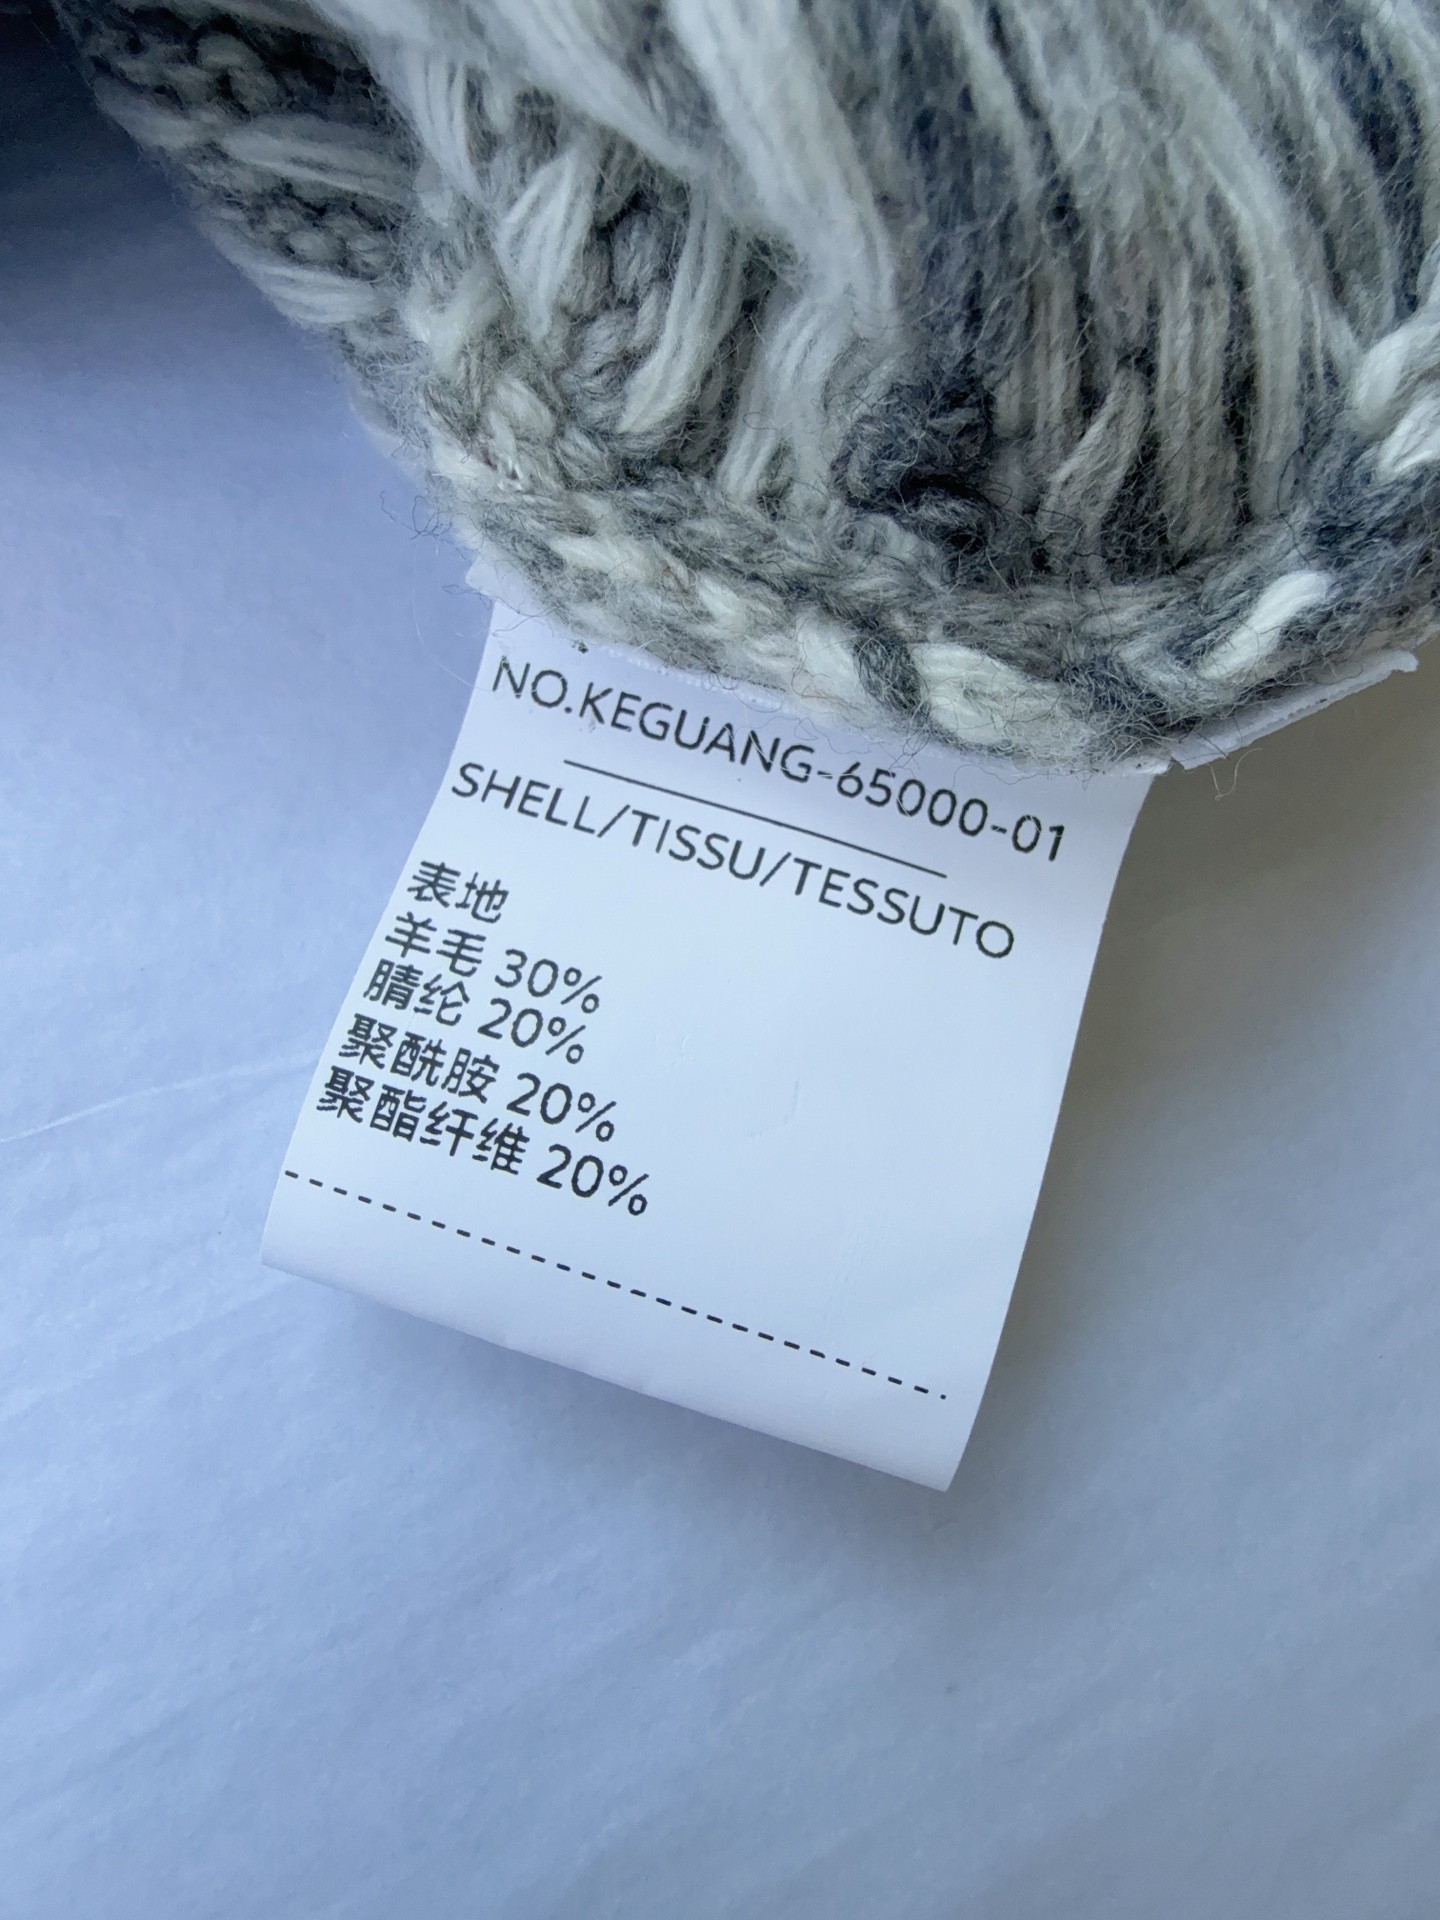 NO.KEGUANG-65000-01
SHELL/TISSU/TESSUTO
表地
羊毛 30%
腈纶 20%
聚酰胺 20%
聚酯纤维 20%